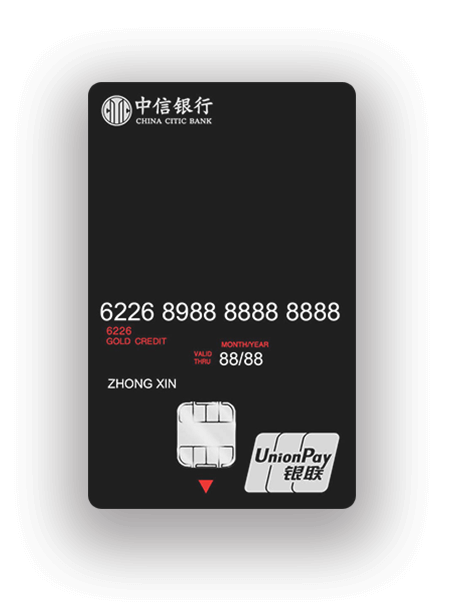 中信银行
CHINA CITIC BANK
6226 8988 8888 8888
6226
GOLD CREDIT
MONTH/YEAR
VALID
THRU
88/88
ZHONG XIN
UnionPay
银联